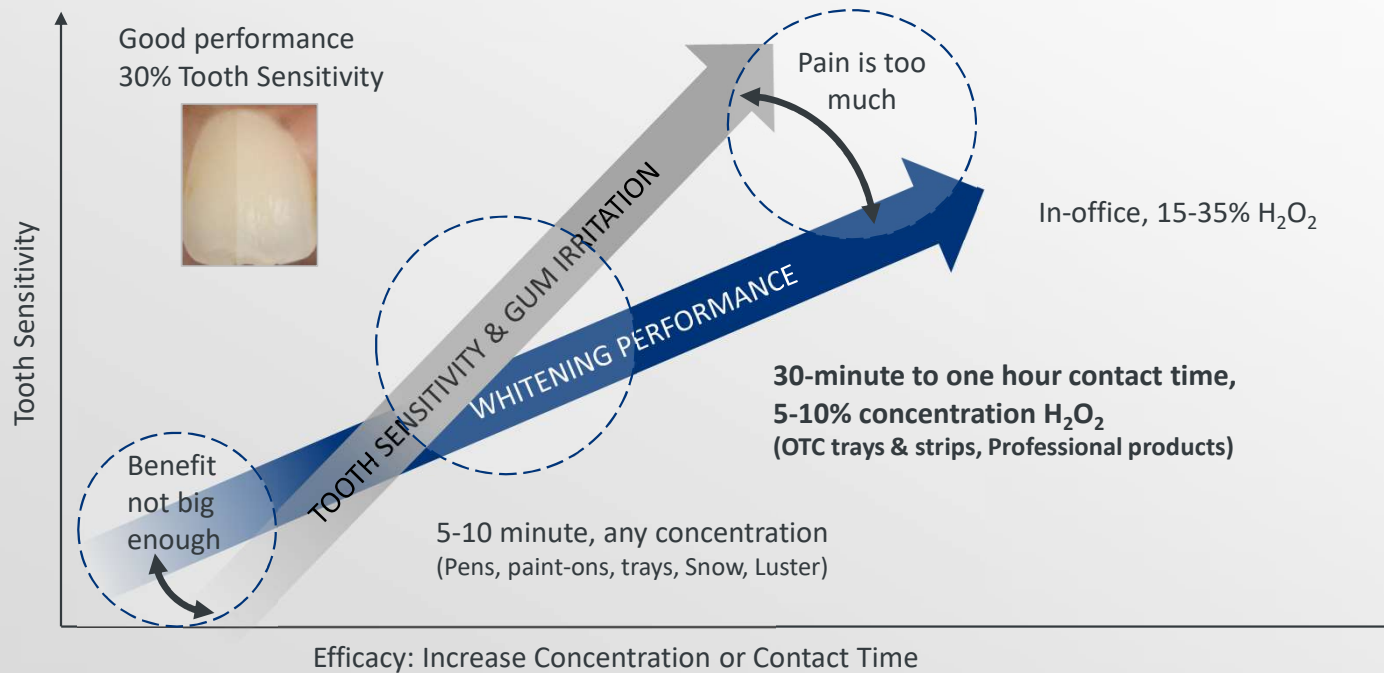 Good performance
30% Tooth Sensitivity
Pain is too
much
TOOTH SENSITIVITY & GUM IRRITATION
In-office, 15-35% H₂O₂
WHITENING PERFORMANCE
Tooth Sensitivity
30-minute to one hour contact time,
5-10% concentration H₂O₂
(OTC trays & strips, Professional products)
Benefit
not big
enough
5-10 minute, any concentration
(Pens, paint-ons, trays, Snow, Luster)
Efficacy: Increase Concentration or Contact Time